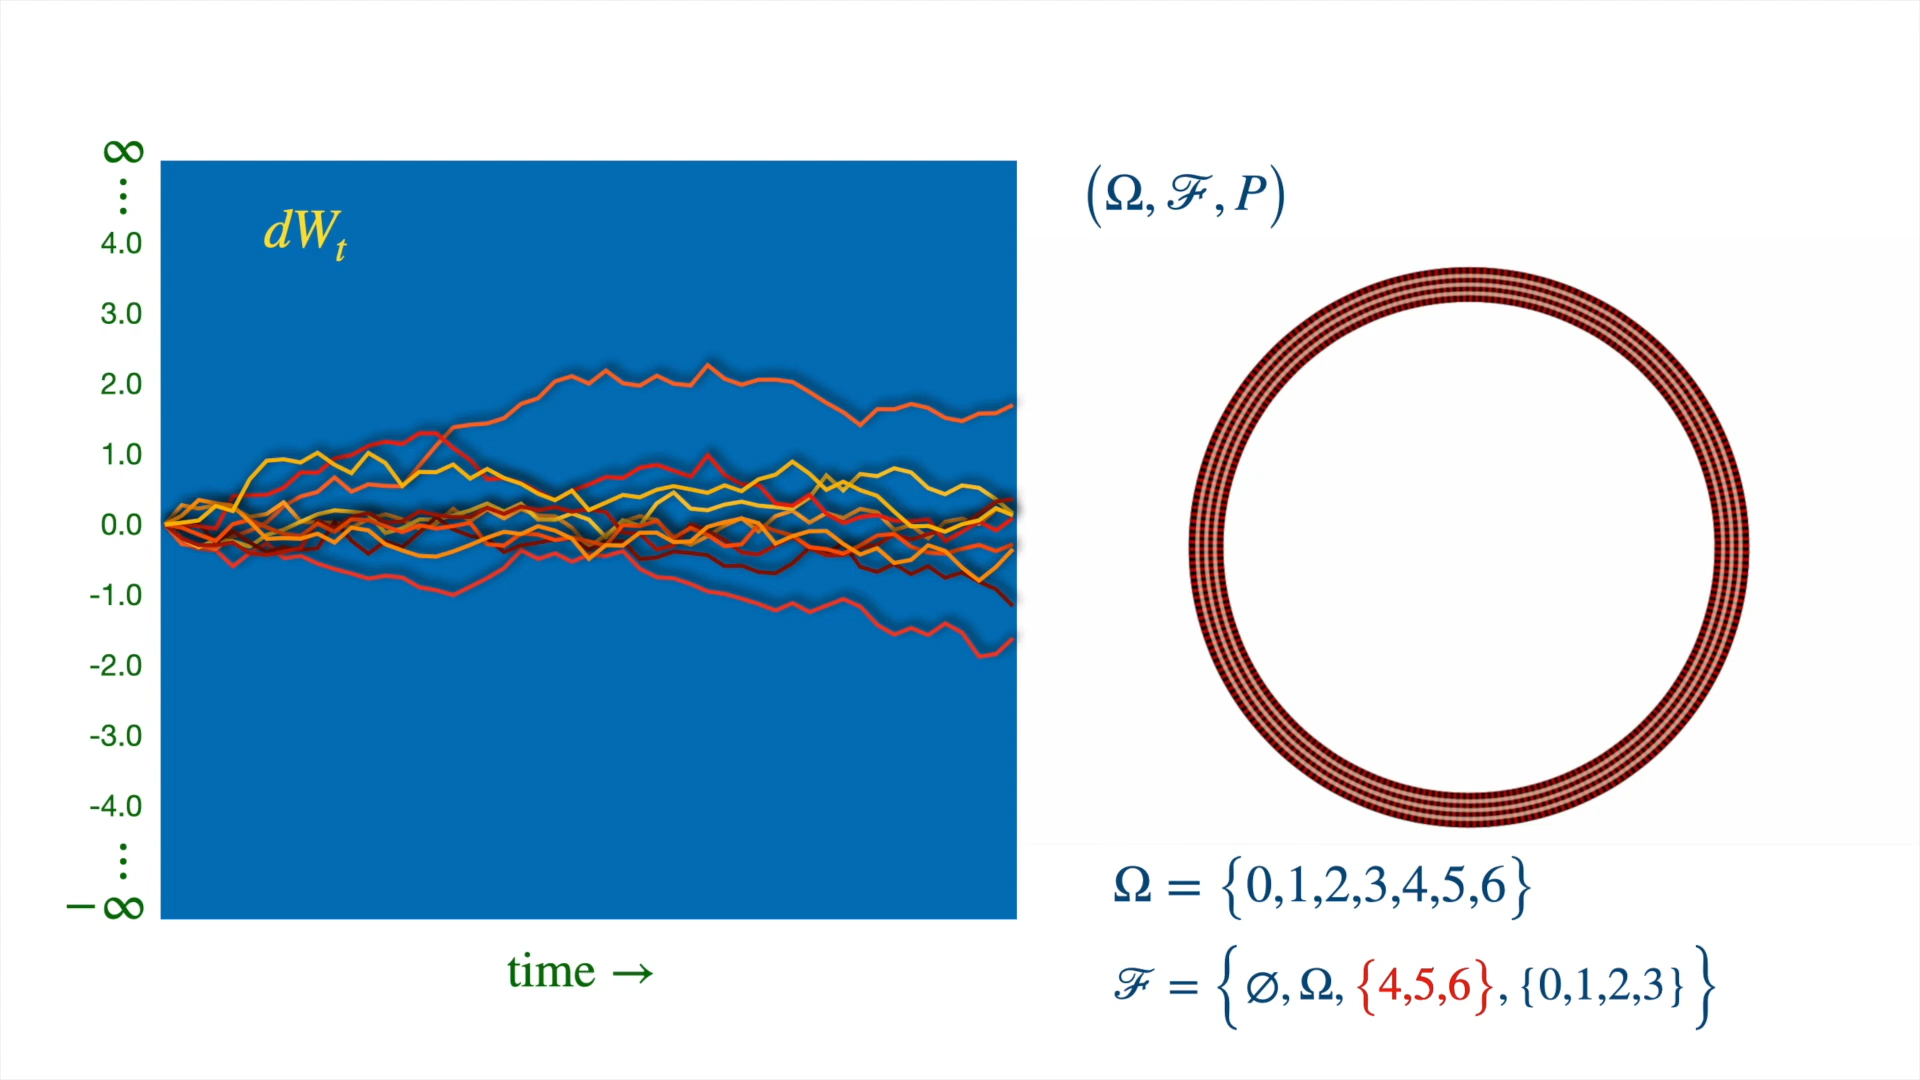 ∞
⋮
4.0
3.0
2.0
1.0
0.0
-1.0
-2.0
-3.0
-4.0
⋮
−∞
dWₜ
time →
(Ω, ℱ, P)
Ω = {0,1,2,3,4,5,6}
ℱ = {∅, Ω, {4,5,6}, {0,1,2,3}}